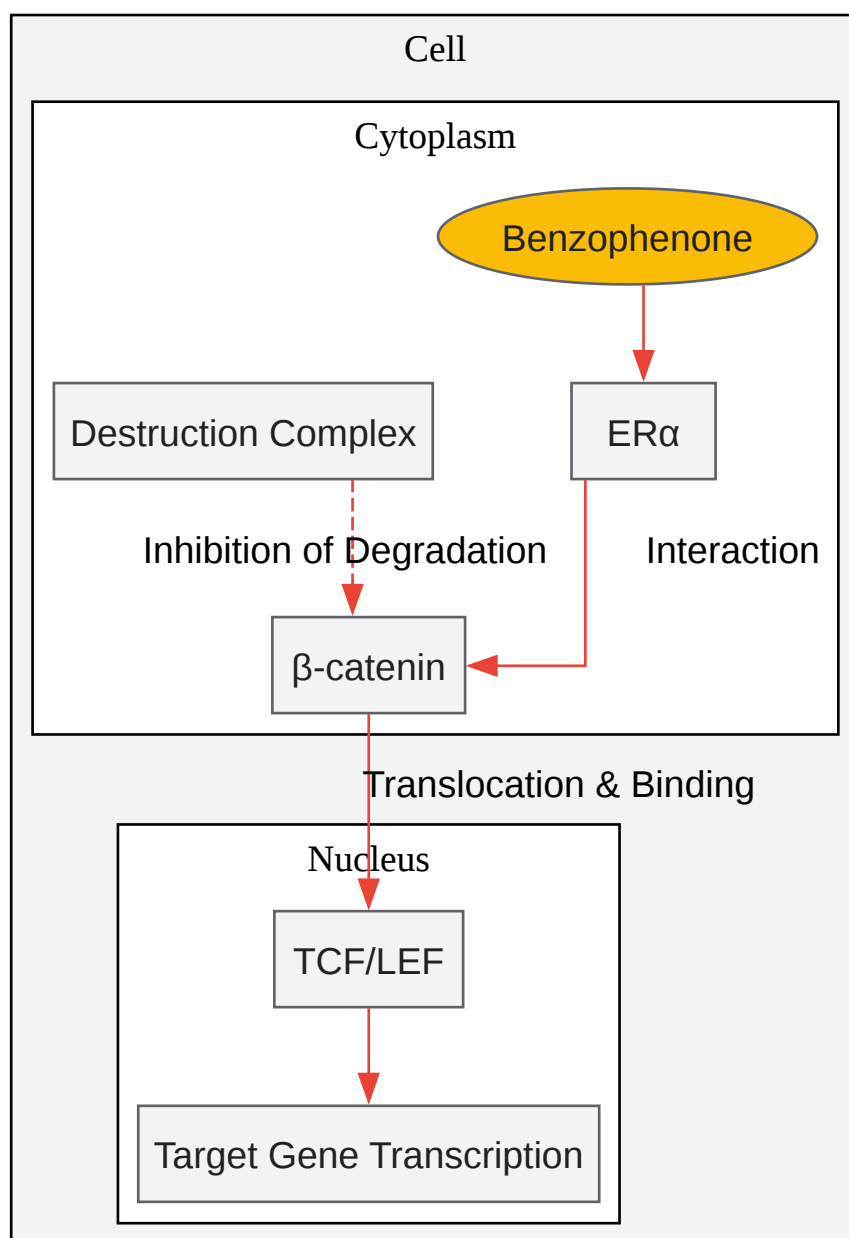 Cell
Cytoplasm
Benzophenone
Destruction Complex
ERα
Inhibition of Degradation
Interaction
β-catenin
Translocation & Binding
Nucleus
TCF/LEF
Target Gene Transcription